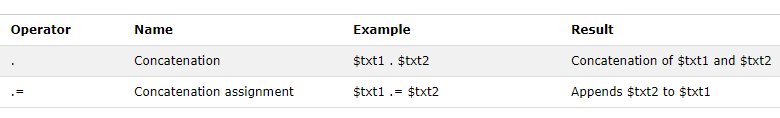 Operator Name Example Result
. Concatenation $txt1 . $txt2 Concatenation of $txt1 and $txt2
.= Concatenation assignment $txt1 .= $txt2 Appends $txt2 to $txt1